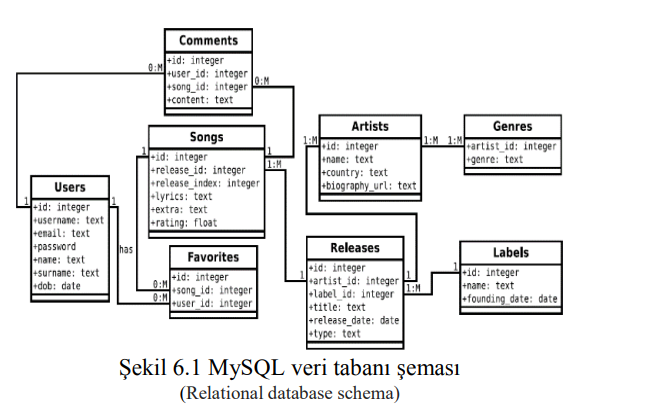 Comments
+id: integer
+user_id: integer
+song_id: integer
+content: text
0:M
0:M
Songs
+id: integer
+release_id: integer
+release_index: integer
+lyrics: text
+extra: text
+rating: float
1
1
1:M
Artists
+id: integer
+name: text
+country: text
+biography_url: text
1:M
1:M
1:M
Genres
+artist_id: integer
+genre: text
Users
+id: integer
+username: text
+email: text
+password
+name: text
+surname: text
+dob: date
1
1
has
Favorites
+id: integer
+song_id: integer
+user_id: integer
0:M
0:M
Releases
+id: integer
+artist_id: integer
+label_id: integer
+title: text
+release_date: date
+type: text
1
1
1:M
Labels
+id: integer
+name: text
+founding_date: date
1
Şekil 6.1 MySQL veri tabanı şeması
(Relational database schema)